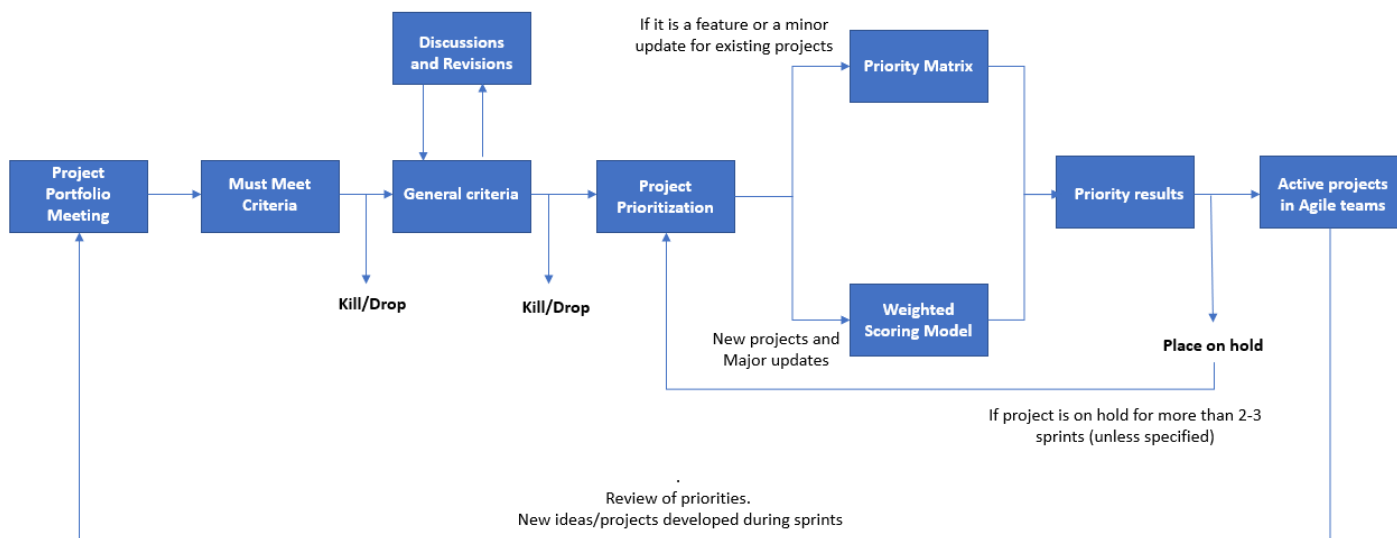 If it is a feature or a minor
update for existing projects
Discussions
and Revisions
Priority Matrix
Project
Portfolio
Meeting
Must Meet
Criteria
General criteria
Project
Prioritization
Priority results
Active projects
in Agile teams
Kill/Drop
Kill/Drop
New projects and
Major updates
Weighted
Scoring Model
Place on hold
If project is on hold for more than 2-3
sprints (unless specified)
.
Review of priorities.
New ideas/projects developed during sprints